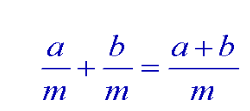 a/m + b/m = (a + b)/m